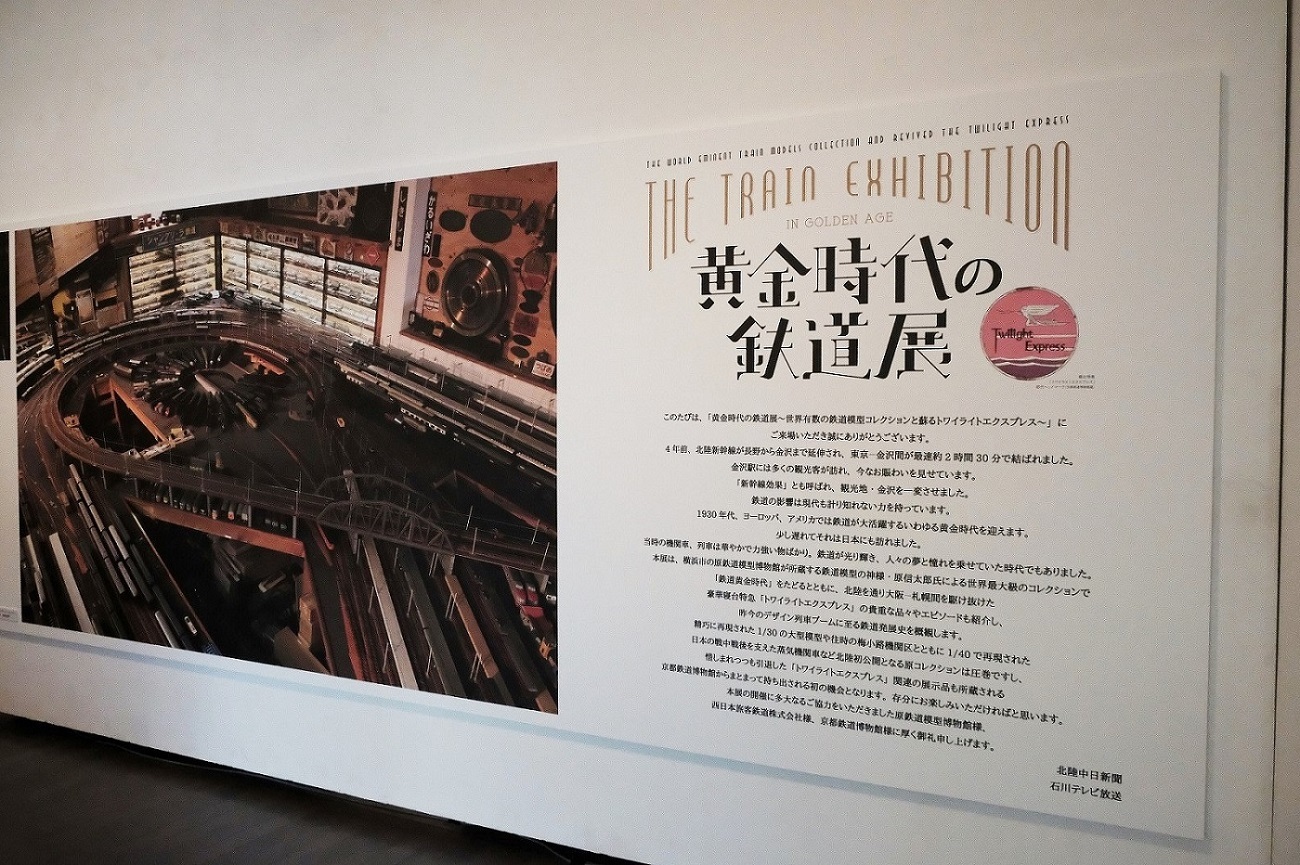 THE WORLD EMINENT TRAIN MODELS COLLECTION AND REVIVED THE TWILIGHT EXPRESS
THE TRAIN EXHIBITION
IN GOLDEN AGE
黄金時代の
鉄道展
Twilight
Express
このたびは、「黄金時代の鉄道展～世界有数の鉄道模型コレクションと蘇るトワイライトエクスプレス～」に
ご来場いただき誠にありがとうございます。
4年前、北陸新幹線が長野から金沢まで延伸され、東京―金沢間が最速約2時間30分で結ばれました。
金沢駅には多くの観光客が訪れ、今なお賑わいを見せています。
「新幹線効果」とも呼ばれ、観光地・金沢を一変させました。
鉄道の影響は現代も計り知れない力を持っています。
1930年代、ヨーロッパ、アメリカでは鉄道が大活躍するいわゆる黄金時代を迎えます。
少し遅れてそれは日本にも訪れました。
当時の機関車、列車は華やかで力強い物ばかり。鉄道が光り輝き、人々の夢と憧れを乗せていた時代でもありました。
本展は、横浜市の原鉄道模型博物館が所蔵する鉄道模型の神様・原信太郎氏による世界最大級のコレクションで
「鉄道黄金時代」をたどるとともに、北陸を通り大阪―札幌間を駆け抜けた
豪華寝台特急「トワイライトエクスプレス」の貴重な品々やエピソードも紹介し、
昨今のデザイン列車ブームに至る鉄道発展史を概観します。
精巧に再現された1/30の大型模型や往時の梅小路機関区とともに1/40で再現された
日本の戦中戦後を支えた蒸気機関車など北陸初公開となる原コレクションは圧巻ですし、
惜しまれつつも引退した「トワイライトエクスプレス」関連の展示品も所蔵される
京都鉄道博物館からまとまって持ち出される初の機会となります。存分にお楽しみいただければと思います。
本展の開催に多大なるご協力をいただきました原鉄道模型博物館様、
西日本旅客鉄道株式会社様、京都鉄道博物館様に厚く御礼申し上げます。
北陸中日新聞
石川テレビ放送
しきしま
かるいざわ
つばめ